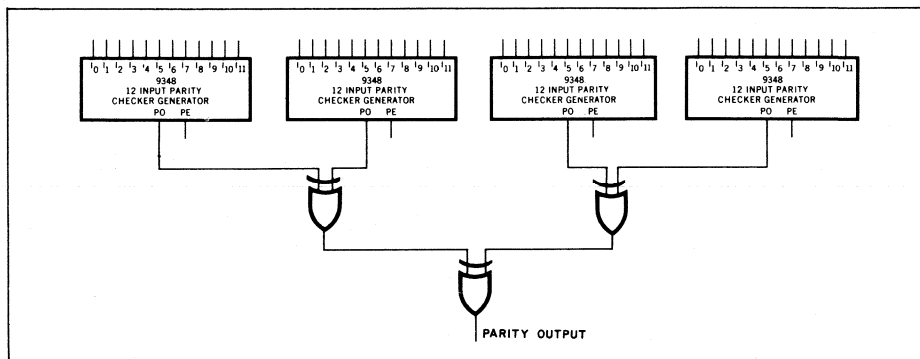 I0 I1 I2 I3 I4 I5 I6 I7 I8 I9 I10 I11
9348
12 INPUT PARITY
CHECKER GENERATOR
PO PE
I0 I1 I2 I3 I4 I5 I6 I7 I8 I9 I10 I11
9348
12 INPUT PARITY
CHECKER GENERATOR
PO PE
I0 I1 I2 I3 I4 I5 I6 I7 I8 I9 I10 I11
9348
12 INPUT PARITY
CHECKER GENERATOR
PO PE
I0 I1 I2 I3 I4 I5 I6 I7 I8 I9 I10 I11
9348
12 INPUT PARITY
CHECKER GENERATOR
PO PE
PARITY OUTPUT